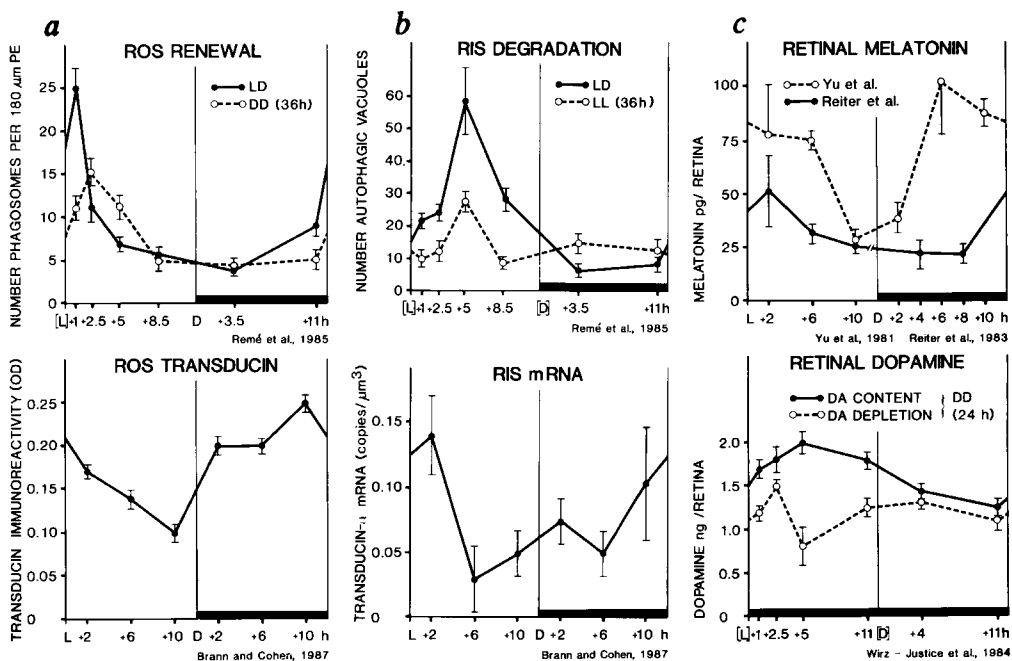 a
ROS RENEWAL
NUMBER PHAGOSOMES PER 180 µm PE
LD
DD (36h)
25
20
15
10
5
0
[L]+1 +2.5 +5 +8.5 D +3.5 +11h
Remé et al., 1985
b
RIS DEGRADATION
NUMBER AUTOPHAGIC VACUOLES
LD
LL (36h)
60
50
40
30
20
10
0
[L]+1 +2.5 +5 +8.5 [D] +3.5 +11h
Remé et al., 1985
c
RETINAL MELATONIN
MELATONIN pg/ RETINA
Yu et al.
Reiter et al.
100
75
50
25
0
L +2 +6 +10 D +2 +4 +6 +8 +10 h
Yu et al, 1981 Reiter et al., 1983
ROS TRANSDUCIN
TRANSDUCIN IMMUNOREACTIVITY (OD)
0.25
0.20
0.15
0.10
0.05
0
L +2 +6 +10 D +2 +6 +10 h
Brann and Cohen, 1987
RIS mRNA
TRANSDUCIN- mRNA (copies/µm³)
0.15
0.10
0.05
0
L +2 +6 +10 D +2 +6 +10 h
Brann and Cohen, 1987
RETINAL DOPAMINE
DOPAMINE ng /RETINA
DA CONTENT
DA DEPLETION
DD
(24 h)
2.0
1.5
1.0
0.5
0
[L]+1 +2.5 +5 +11 [D] +4 +11h
Wirz - Justice et al., 1984